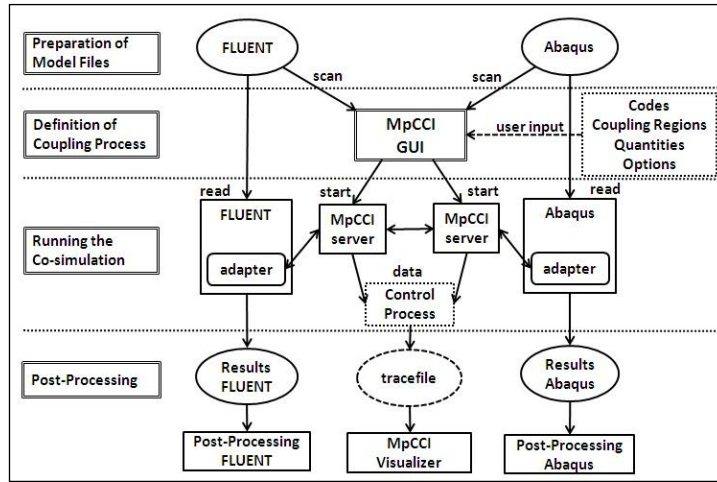 Preparation of
Model Files
FLUENT
Abaqus
scan
scan
Definition of
Coupling Process
MpCCI
GUI
user input
Codes
Coupling Regions
Quantities
Options
read
start
start
read
Running the
Co-simulation
FLUENT
adapter
MpCCI
server
MpCCI
server
Abaqus
adapter
data
Control
Process
Post-Processing
Results
FLUENT
tracefile
Results
Abaqus
Post-Processing
FLUENT
MpCCI
Visualizer
Post-Processing
Abaqus